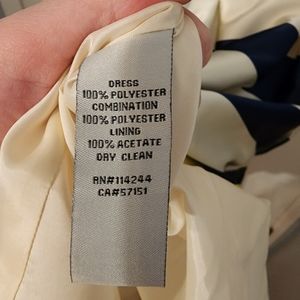 DRESS
100% POLYESTER
COMBINATION
100% POLYESTER
LINING
100% ACETATE
DRY CLEAN
RN#114244
CA#57151